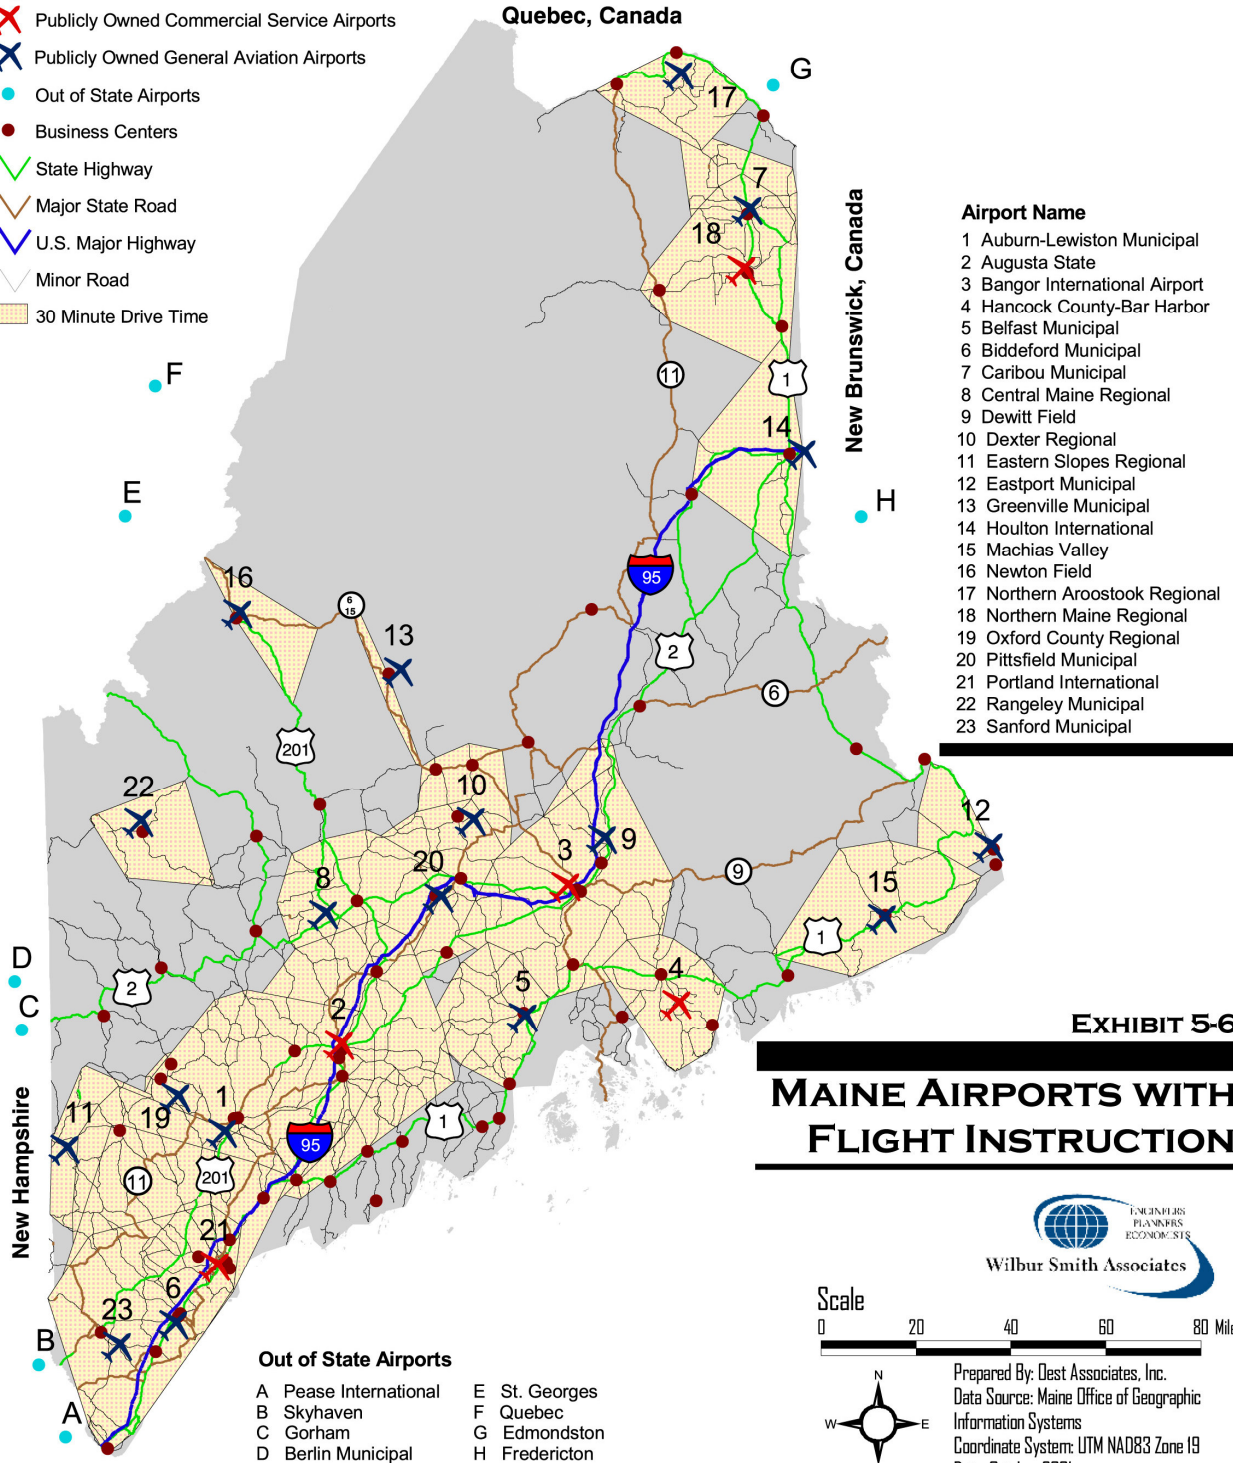 Quebec, Canada
Publicly Owned Commercial Service Airports
Publicly Owned General Aviation Airports
Out of State Airports
Business Centers
State Highway
Major State Road
U.S. Major Highway
Minor Road
30 Minute Drive Time
G
17
7
18
11
1
14
F
E
H
95
16
6
15
13
2
6
201
22
10
12
3
9
20
8
9
15
1
D
2
C
5
4
2
11
19
1
1
95
11
201
21
6
23
B
A
New Brunswick, Canada
New Hampshire
Airport Name
1 Auburn-Lewiston Municipal
2 Augusta State
3 Bangor International Airport
4 Hancock County-Bar Harbor
5 Belfast Municipal
6 Biddeford Municipal
7 Caribou Municipal
8 Central Maine Regional
9 Dewitt Field
10 Dexter Regional
11 Eastern Slopes Regional
12 Eastport Municipal
13 Greenville Municipal
14 Houlton International
15 Machias Valley
16 Newton Field
17 Northern Aroostook Regional
18 Northern Maine Regional
19 Oxford County Regional
20 Pittsfield Municipal
21 Portland International
22 Rangeley Municipal
23 Sanford Municipal
EXHIBIT 5-6
MAINE AIRPORTS WITH
FLIGHT INSTRUCTION
ENGINEERS
PLANNERS
ECONOMISTS
Wilbur Smith Associates
Scale
0 20 40 60 80 Mile
N
W E
S
Prepared By: Dest Associates, Inc.
Data Source: Maine Office of Geographic
Information Systems
Coordinate System: UTM NAD83 Zone 19
Out of State Airports
A Pease International
B Skyhaven
C Gorham
D Berlin Municipal
E St. Georges
F Quebec
G Edmondston
H Fredericton